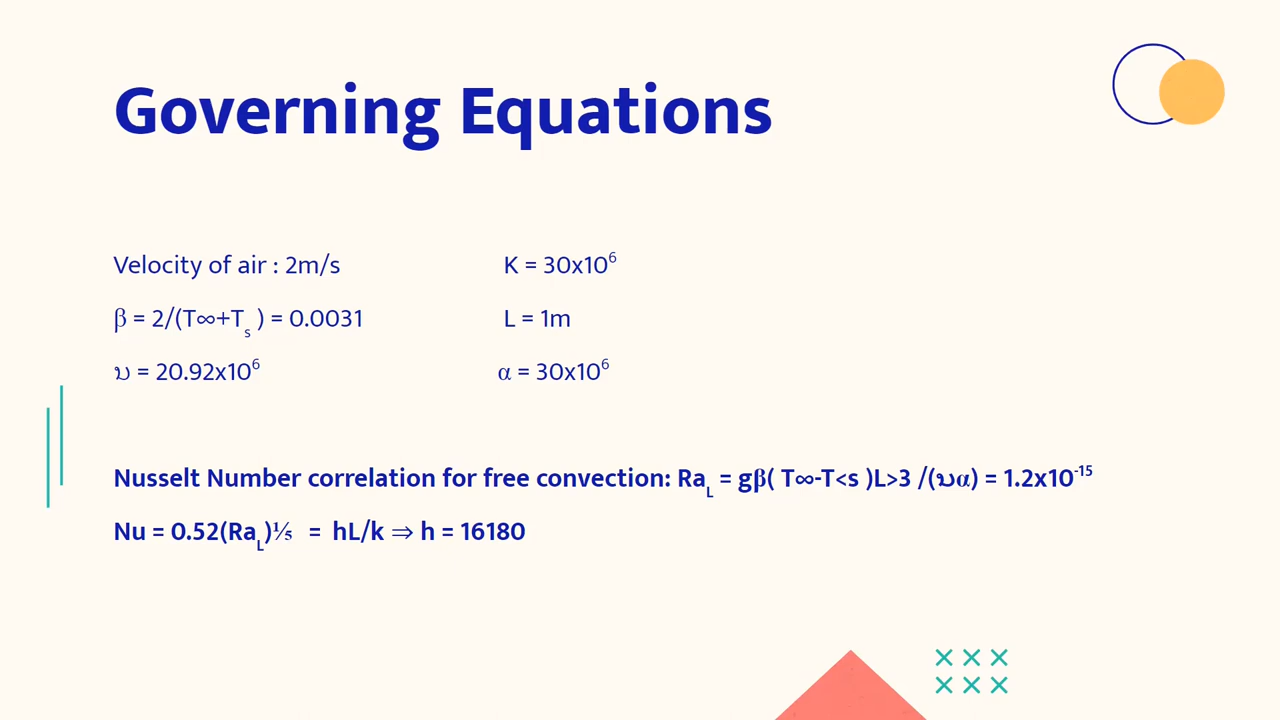 Governing Equations
Velocity of air : 2m/s
K = 30x10⁶
β = 2/(T∞+Tₛ ) = 0.0031
L = 1m
υ = 20.92x10⁶
α = 30x10⁶
Nusselt Number correlation for free convection: Ra_L = gβ( T∞-T<s )L>3 /(υα) = 1.2x10⁻¹⁵
Nu = 0.52(Ra_L)⅕ = hL/k ⇒ h = 16180